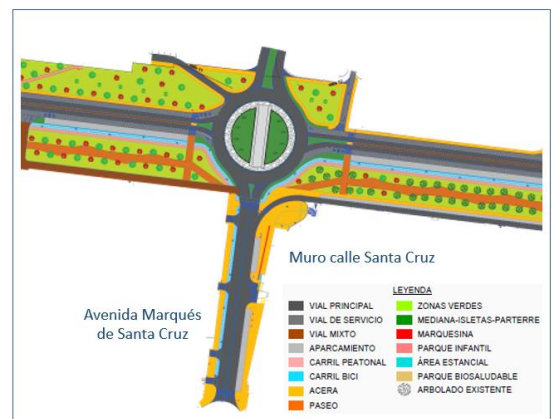 Muro calle Santa Cruz
Avenida Marqués
de Santa Cruz
LEYENDA
VIAL PRINCIPAL
VIAL DE SERVICIO
VIAL MIXTO
APARCAMIENTO
CARRIL PEATONAL
CARRIL BICI
ACERA
PASEO
ZONAS VERDES
MEDIANA-ISLETAS-PARTERRE
MARQUESINA
PARQUE INFANTIL
ÁREA ESTANCIAL
PARQUE BIOSALUDABLE
ARBOLADO EXISTENTE